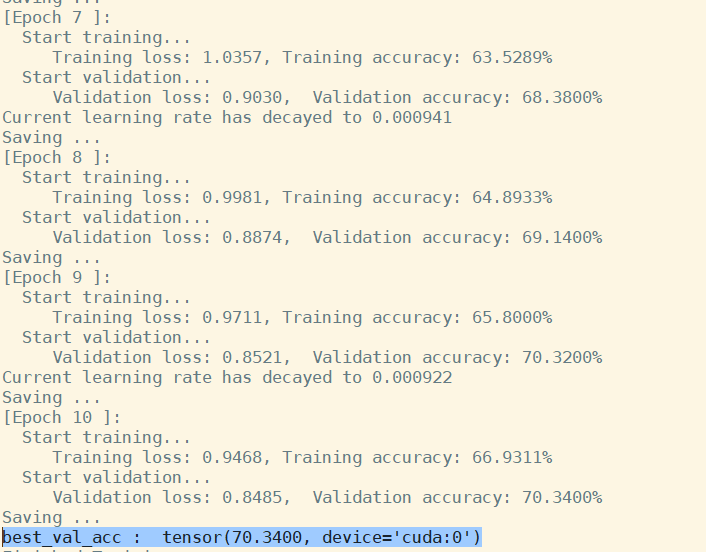 Saving ...
[Epoch 7 ]:
  Start training...
     Training loss: 1.0357, Training accuracy: 63.5289%
  Start validation...
     Validation loss: 0.9030,  Validation accuracy: 68.3800%
Current learning rate has decayed to 0.000941
Saving ...
[Epoch 8 ]:
  Start training...
     Training loss: 0.9981, Training accuracy: 64.8933%
  Start validation...
     Validation loss: 0.8874,  Validation accuracy: 69.1400%
Saving ...
[Epoch 9 ]:
  Start training...
     Training loss: 0.9711, Training accuracy: 65.8000%
  Start validation...
     Validation loss: 0.8521,  Validation accuracy: 70.3200%
Current learning rate has decayed to 0.000922
Saving ...
[Epoch 10 ]:
  Start training...
     Training loss: 0.9468, Training accuracy: 66.9311%
  Start validation...
     Validation loss: 0.8485,  Validation accuracy: 70.3400%
Saving ...
best_val_acc :  tensor(70.3400, device='cuda:0')